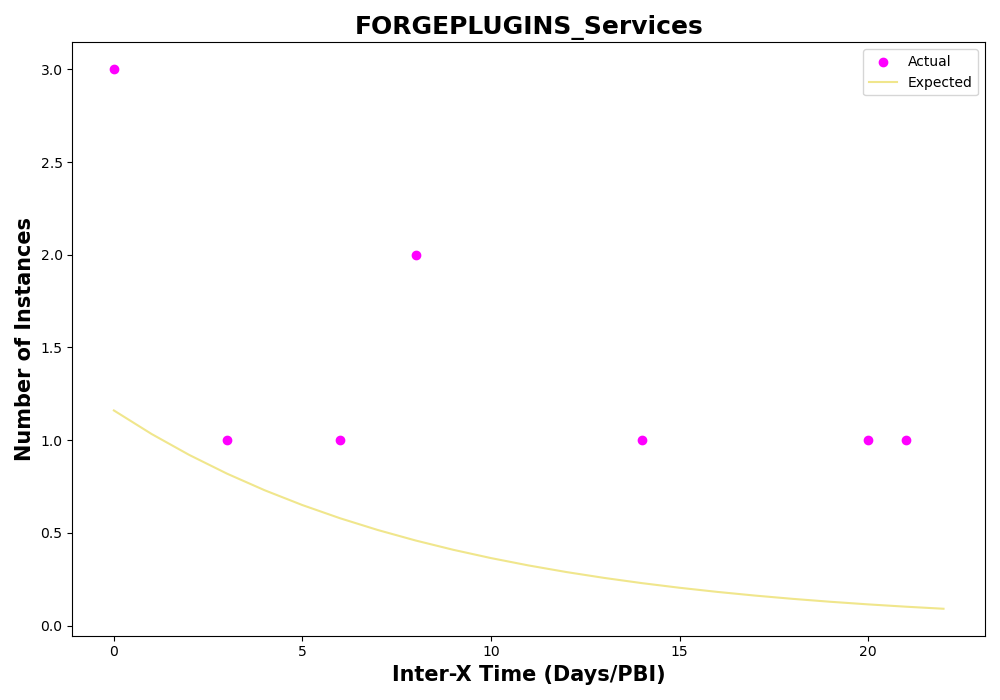 FORGEPLUGINS_Services
Actual
Expected
Number of Instances
3.0
2.5
2.0
1.5
1.0
0.5
0.0
0 5 10 15 20
Inter-X Time (Days/PBI)